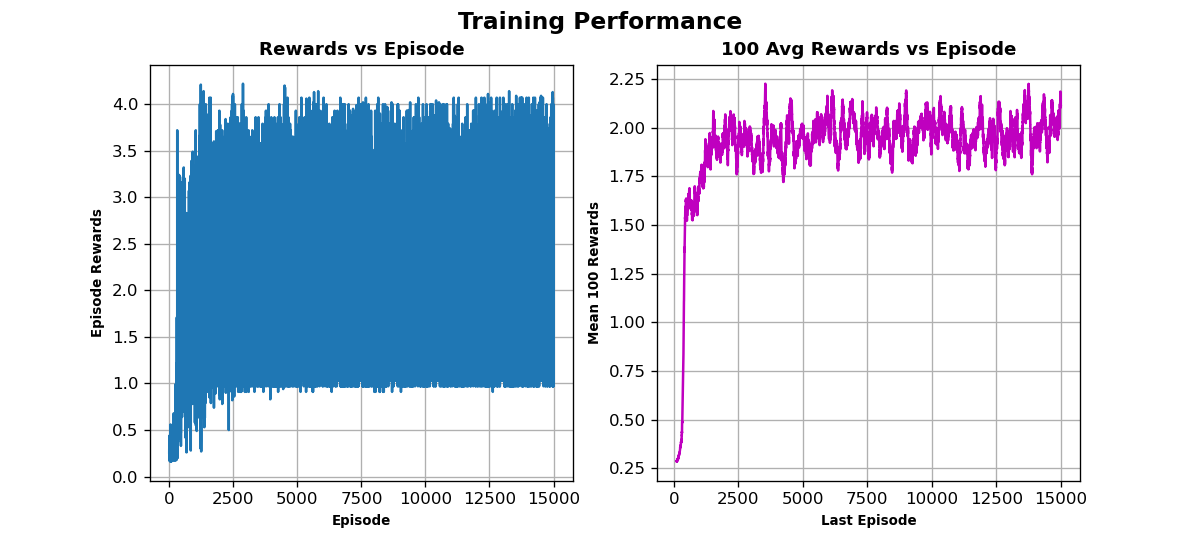 Training Performance
Rewards vs Episode
4.0
3.5
3.0
2.5
2.0
1.5
1.0
0.5
0.0
Episode Rewards
0 2500 5000 7500 10000 12500 15000
Episode
100 Avg Rewards vs Episode
2.25
2.00
1.75
1.50
1.25
1.00
0.75
0.50
0.25
Mean 100 Rewards
0 2500 5000 7500 10000 12500 15000
Last Episode